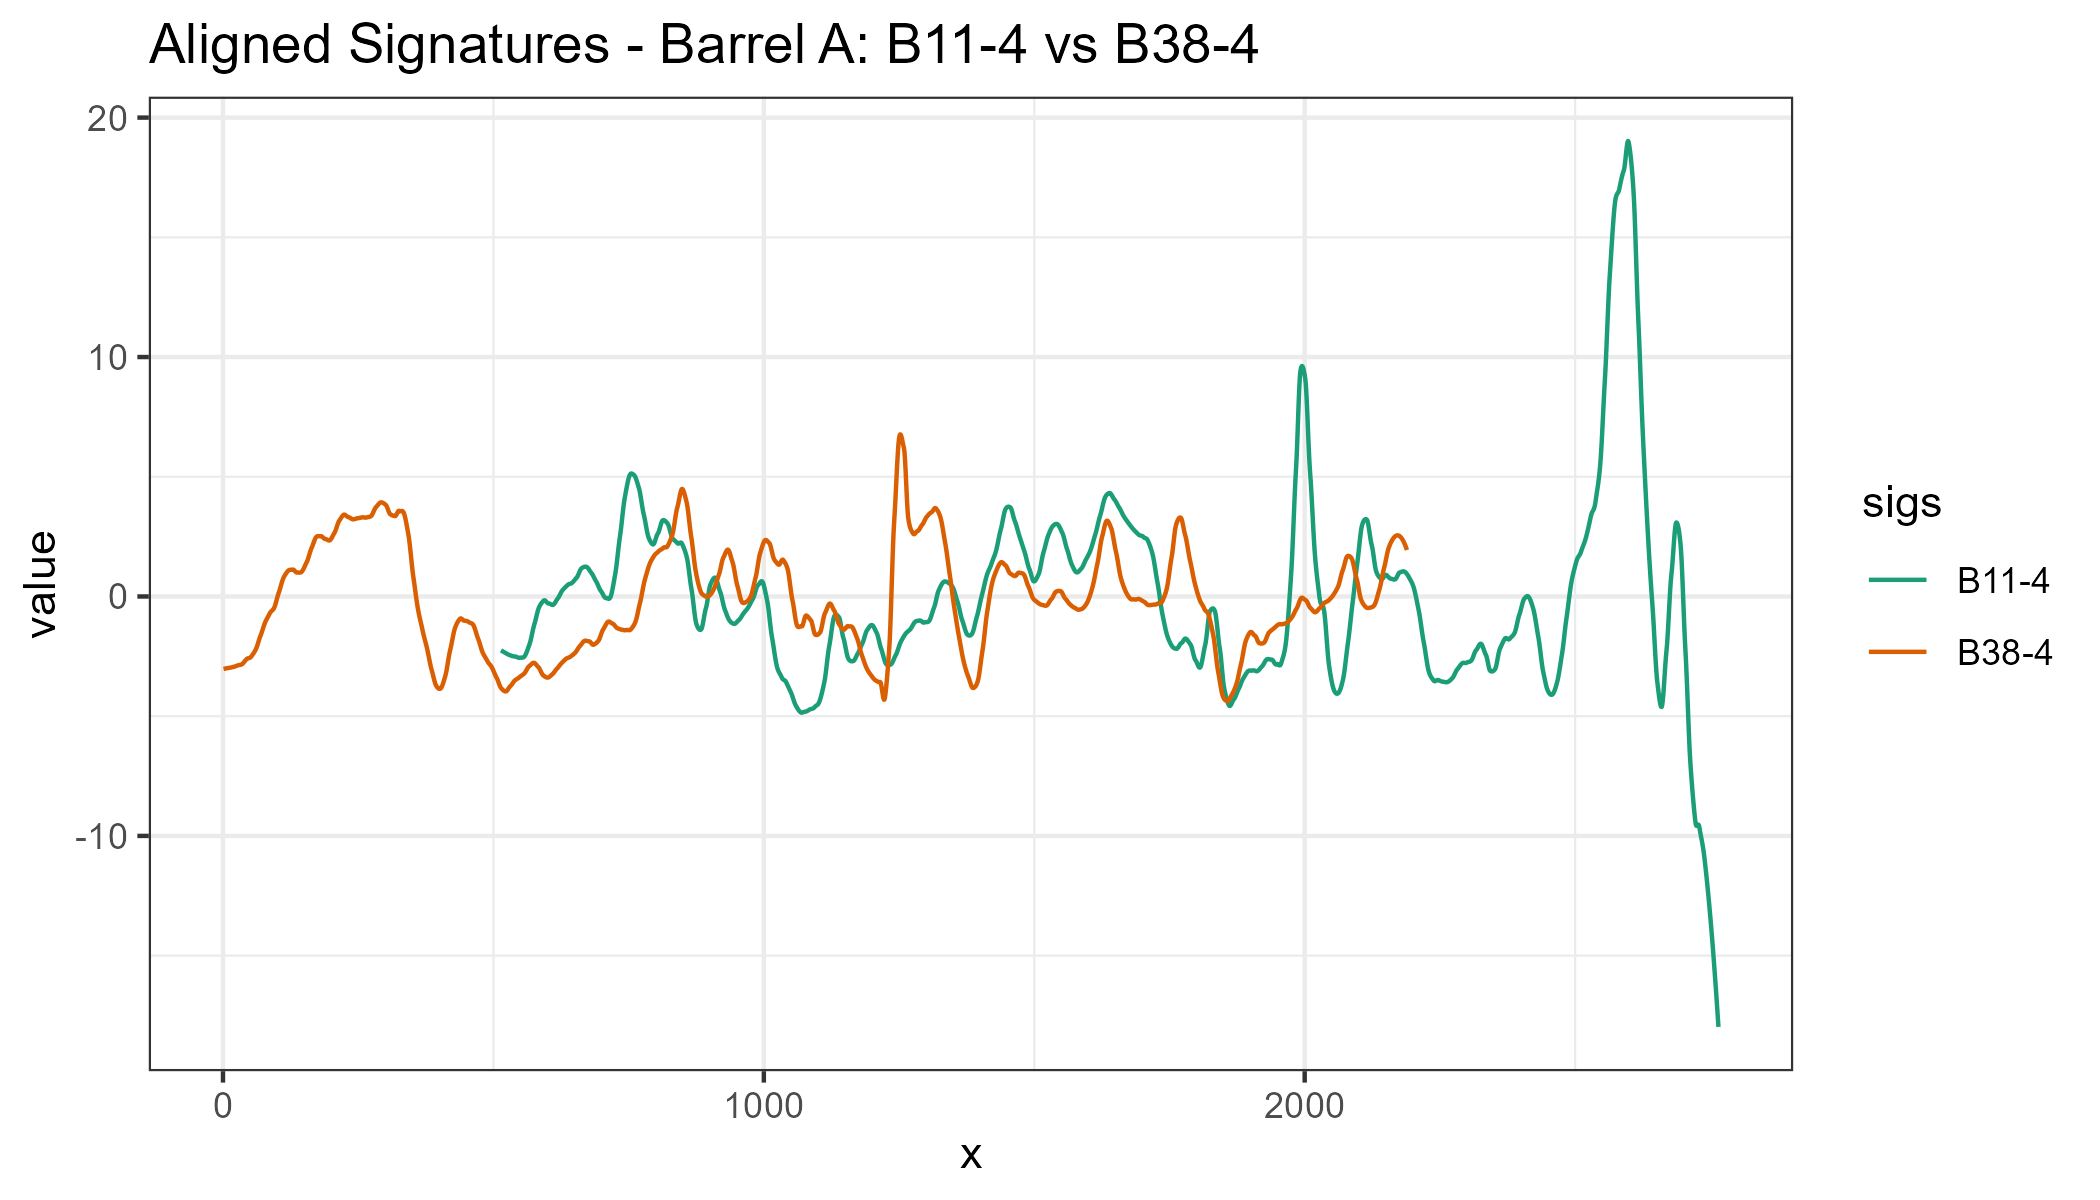 Aligned Signatures - Barrel A: B11-4 vs B38-4
20
10
0
-10
value
0
1000
2000
x
sigs
B11-4
B38-4